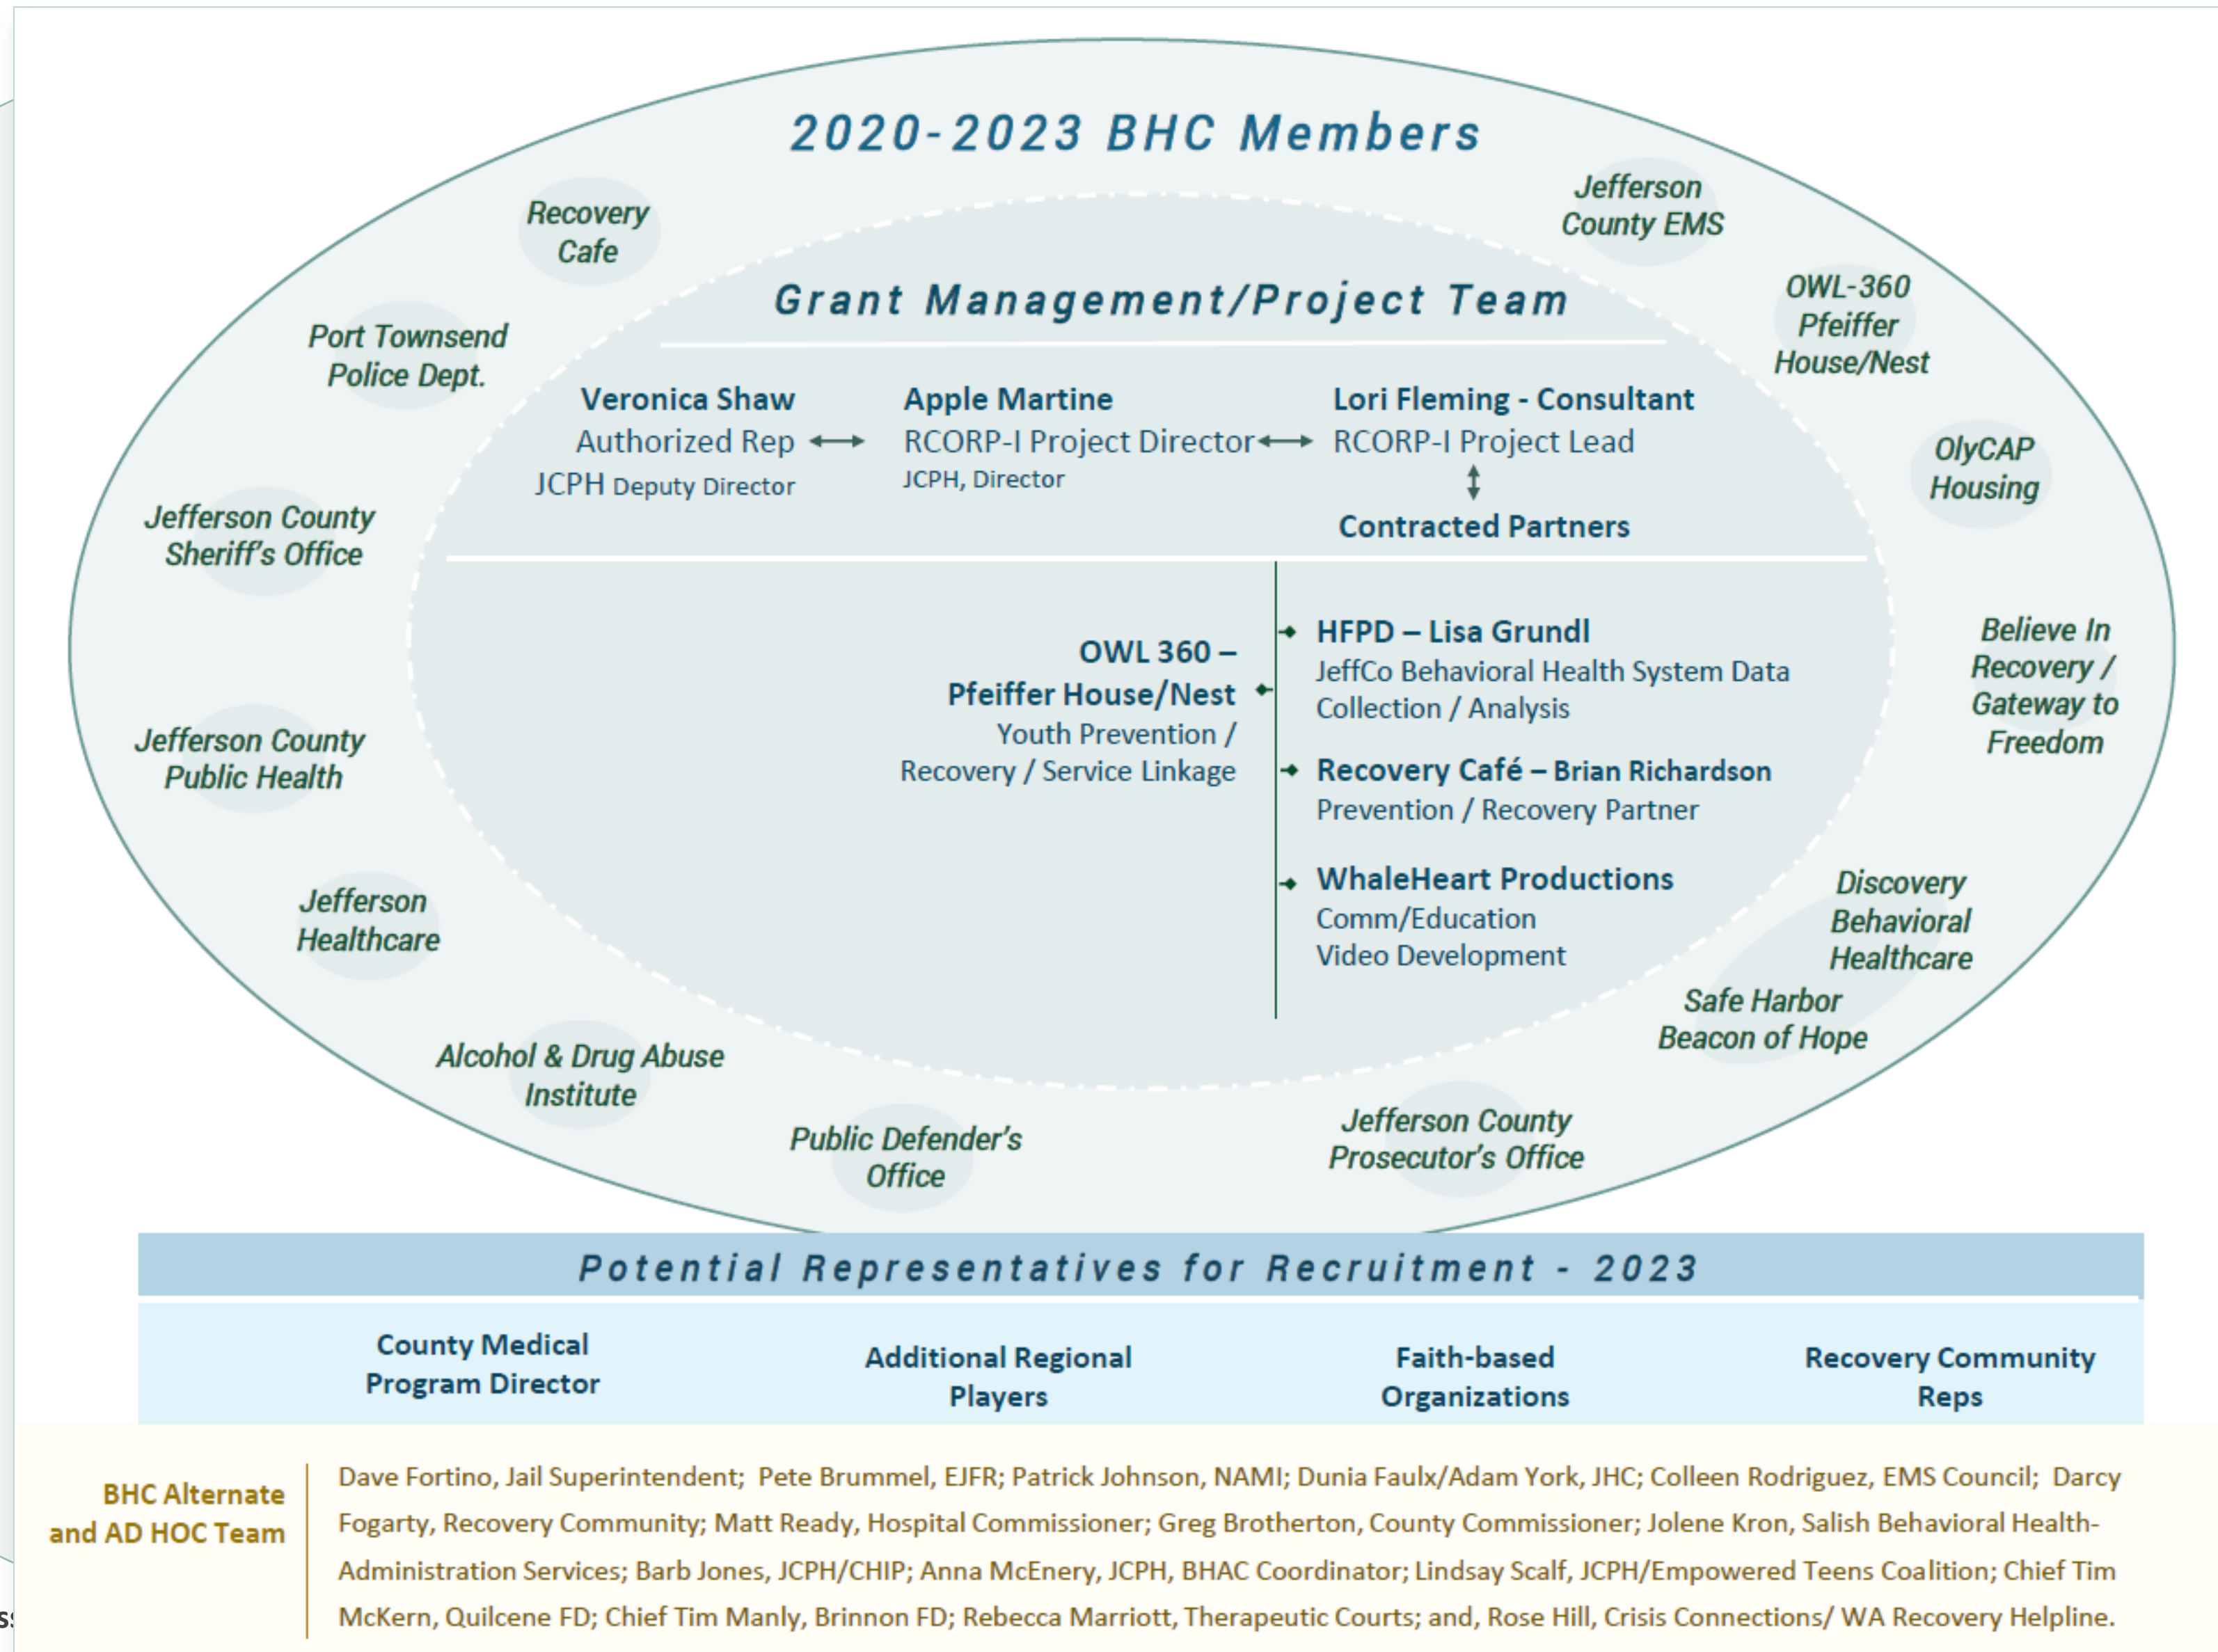 2020-2023 BHC Members
Recovery
Cafe
Port Townsend
Police Dept.
Jefferson County
Sheriff's Office
Jefferson County
Public Health
Jefferson
Healthcare
Alcohol & Drug Abuse
Institute
Public Defender's
Office
Jefferson County
Prosecutor's Office
Safe Harbor
Beacon of Hope
Discovery
Behavioral
Healthcare
Believe In
Recovery /
Gateway to
Freedom
OlyCAP
Housing
OWL-360
Pfeiffer
House/Nest
Jefferson
County EMS
Grant Management/Project Team
Veronica Shaw
Authorized Rep
JCPH Deputy Director
Apple Martine
RCORP-I Project Director
JCPH, Director
Lori Fleming - Consultant
RCORP-I Project Lead
Contracted Partners
OWL 360 –
Pfeiffer House/Nest
Youth Prevention /
Recovery / Service Linkage
HFPD – Lisa Grundl
JeffCo Behavioral Health System Data
Collection / Analysis
Recovery Café – Brian Richardson
Prevention / Recovery Partner
WhaleHeart Productions
Comm/Education
Video Development
Potential Representatives for Recruitment - 2023
County Medical
Program Director
Additional Regional
Players
Faith-based
Organizations
Recovery Community
Reps
BHC Alternate
and AD HOC Team
Dave Fortino, Jail Superintendent;  Pete Brummel, EJFR; Patrick Johnson, NAMI; Dunia Faulx/Adam York, JHC; Colleen Rodriguez, EMS Council;  Darcy
Fogarty, Recovery Community; Matt Ready, Hospital Commissioner; Greg Brotherton, County Commissioner; Jolene Kron, Salish Behavioral Health-
Administration Services; Barb Jones, JCPH/CHIP; Anna McEnery, JCPH, BHAC Coordinator; Lindsay Scalf, JCPH/Empowered Teens Coalition; Chief Tim
McKern, Quilcene FD; Chief Tim Manly, Brinnon FD; Rebecca Marriott, Therapeutic Courts; and, Rose Hill, Crisis Connections/ WA Recovery Helpline.